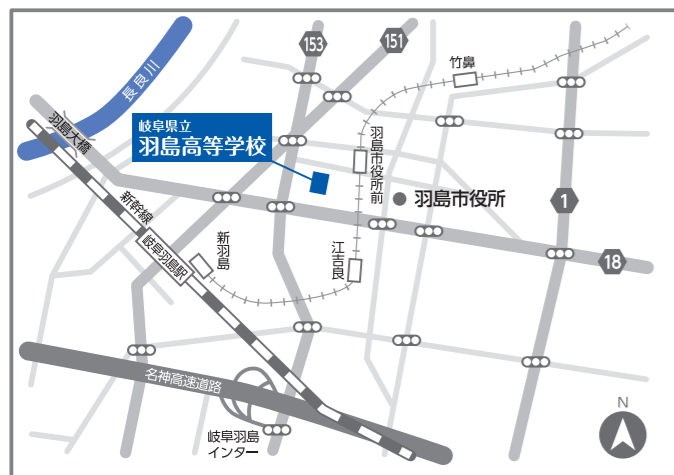 153
151
竹鼻
長良川
羽島大橋
岐阜県立
羽島高等学校
羽島市役所前
羽島市役所
1
新幹線
岐阜羽島駅
新羽島
江吉良
18
名神高速道路
岐阜羽島
インター
N